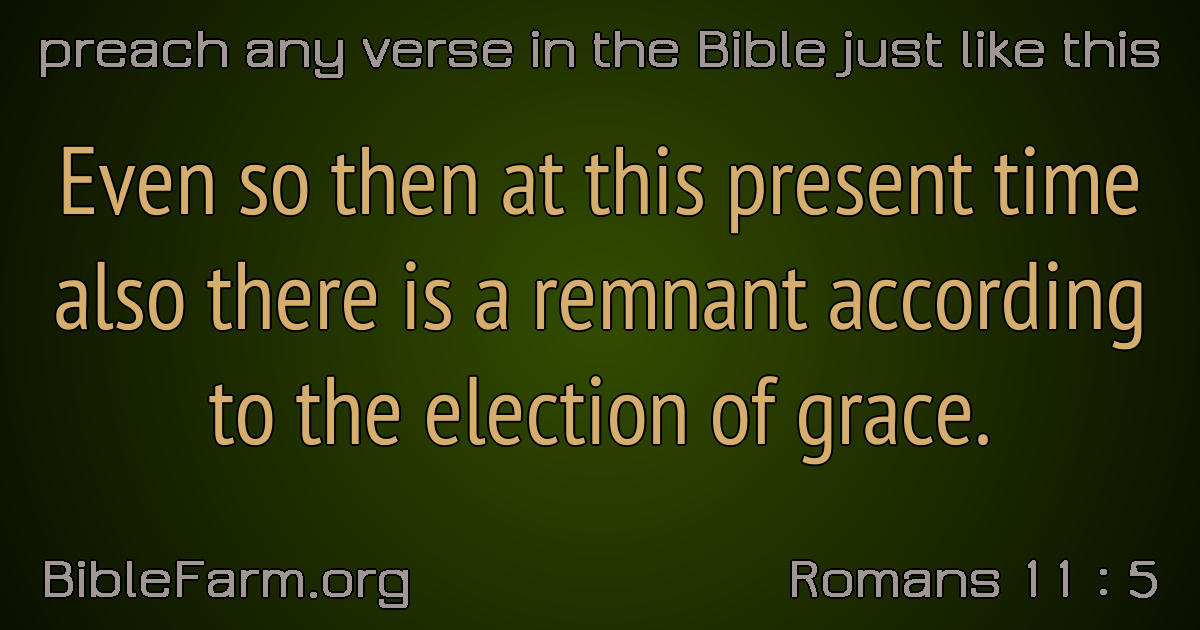 preach any verse in the Bible just like this
Even so then at this present time
also there is a remnant according
to the election of grace.
BibleFarm.org
Romans 11 : 5